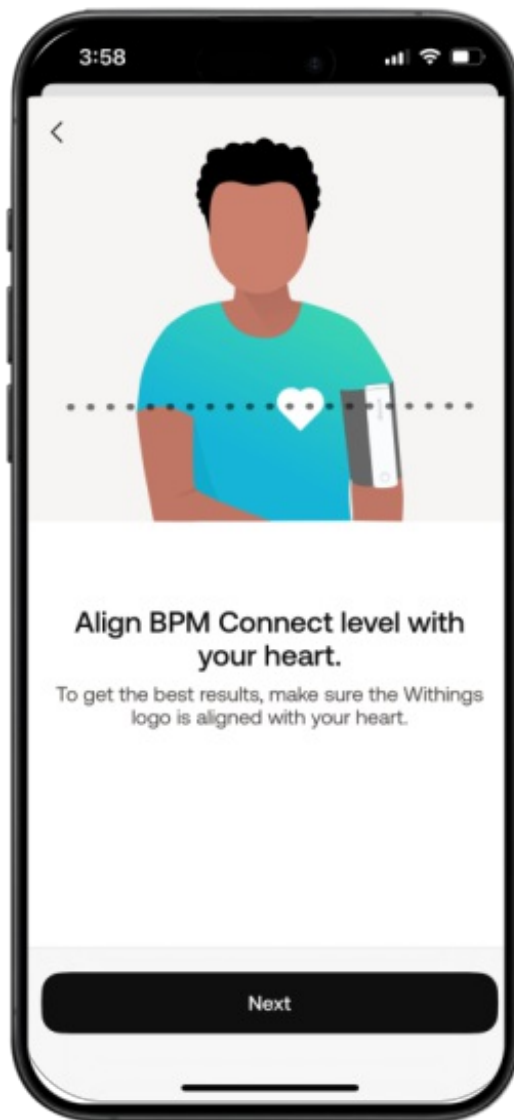 3:58
Align BPM Connect level with
your heart.
To get the best results, make sure the Withings
logo is aligned with your heart.
Next